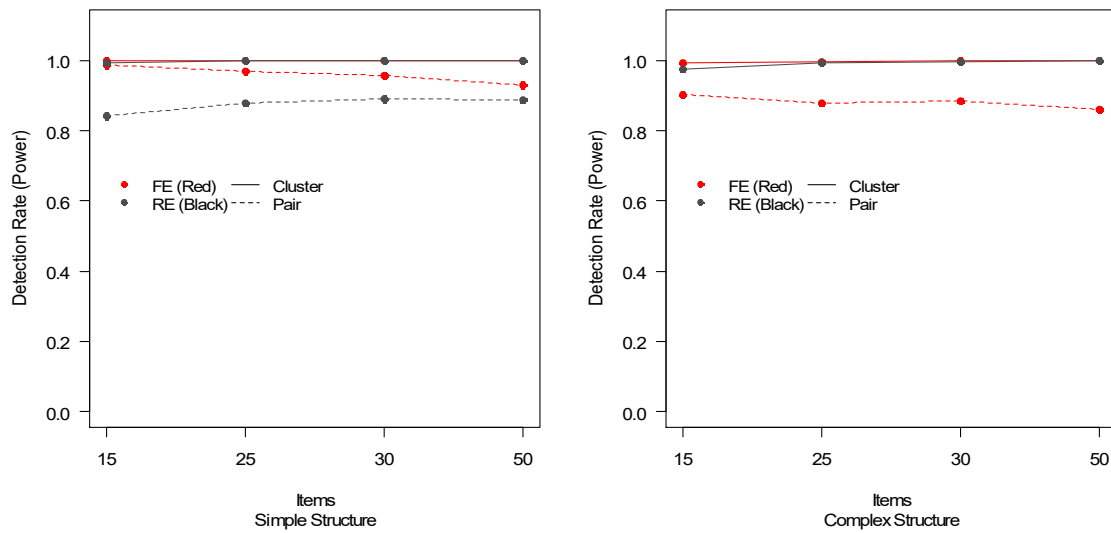 Detection Rate (Power)
1.0
0.8
0.6
0.4
0.2
0.0
FE (Red) Cluster
RE (Black) Pair
15 25 30 50
Items
Simple Structure
Detection Rate (Power)
1.0
0.8
0.6
0.4
0.2
0.0
FE (Red) Cluster
RE (Black) Pair
15 25 30 50
Items
Complex Structure